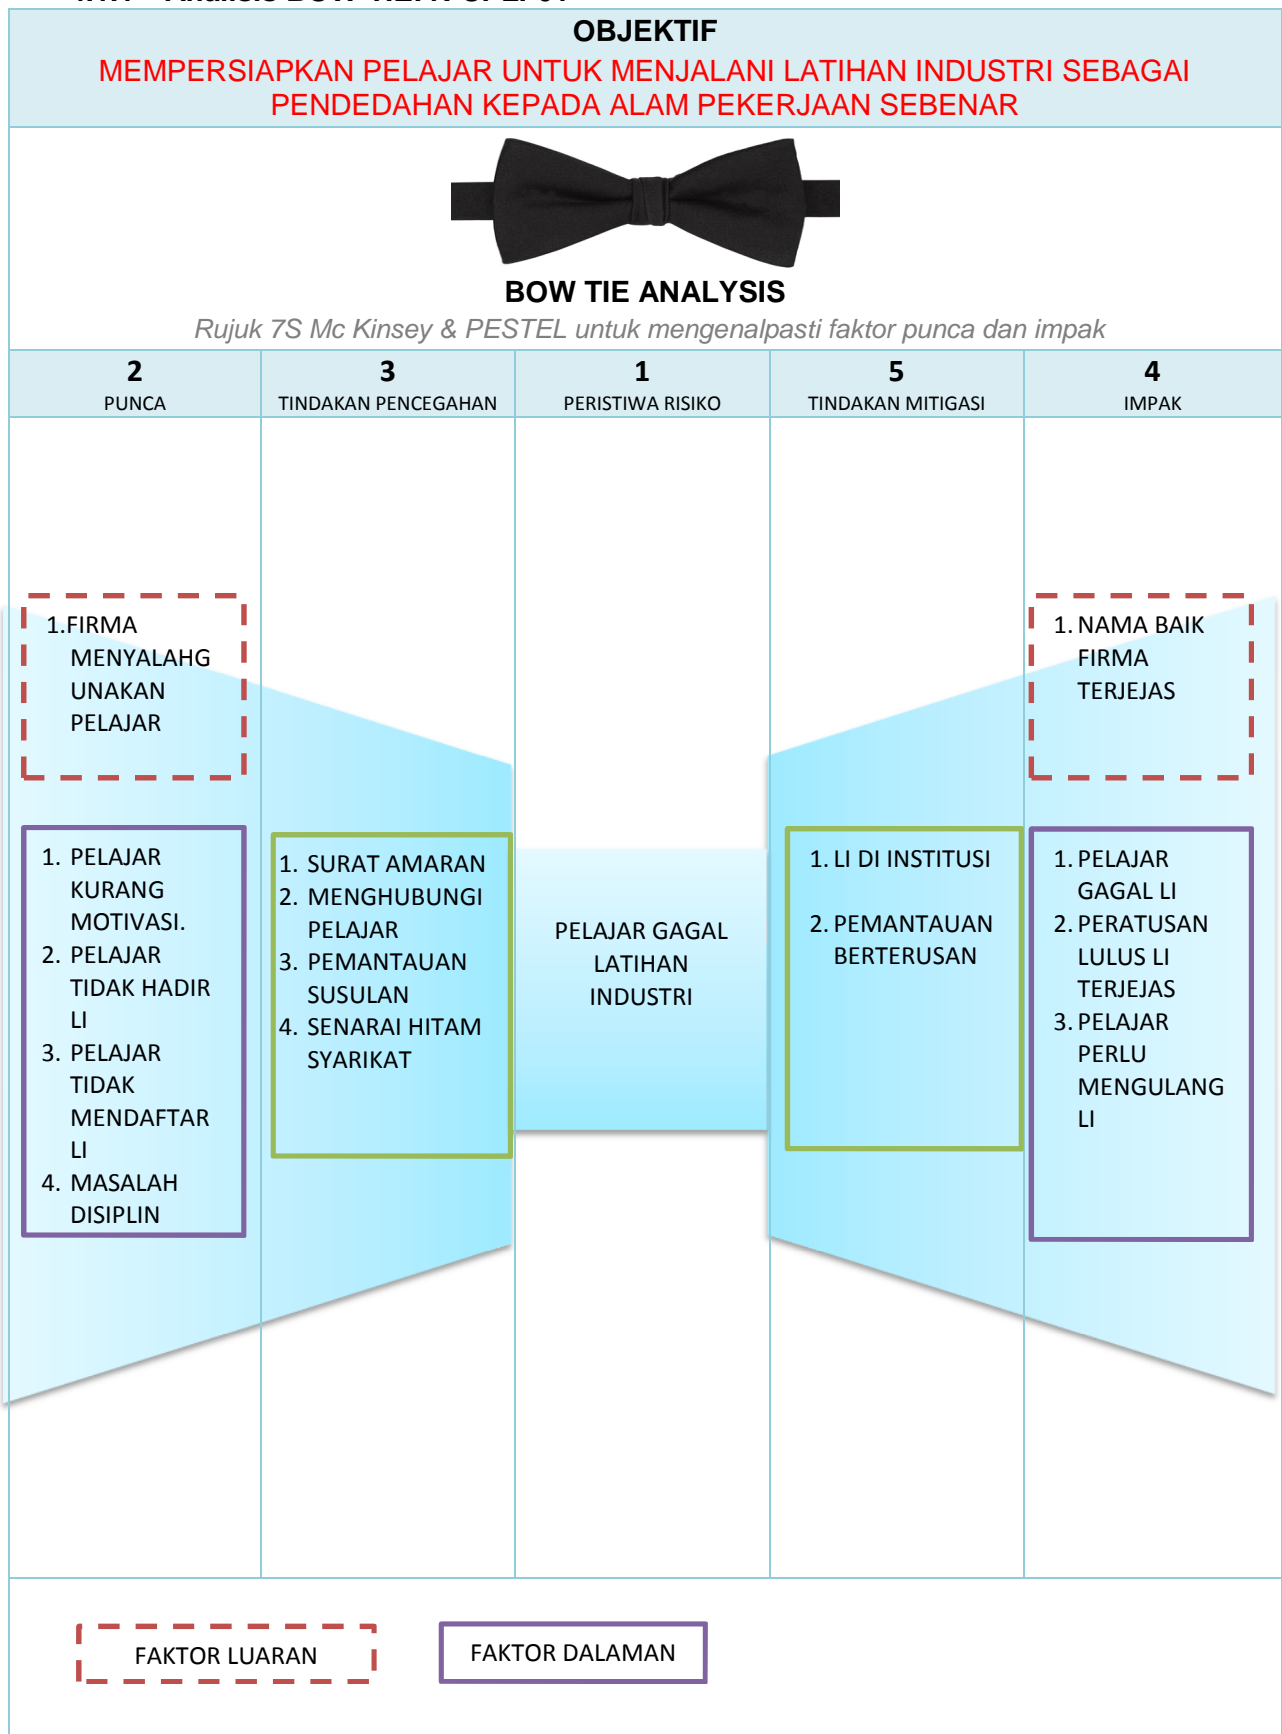 OBJEKTIF
MEMPERSIAPKAN PELAJAR UNTUK MENJALANI LATIHAN INDUSTRI SEBAGAI
PENDEDAHAN KEPADA ALAM PEKERJAAN SEBENAR
BOW TIE ANALYSIS
Rujuk 7S Mc Kinsey & PESTEL untuk mengenalpasti faktor punca dan impak
2
PUNCA
3
TINDAKAN PENCEGAHAN
1
PERISTIWA RISIKO
5
TINDAKAN MITIGASI
4
IMPAK
1.FIRMA
MENYALAHG
UNAKAN
PELAJAR
1. PELAJAR
KURANG
MOTIVASI.
2. PELAJAR
TIDAK HADIR
LI
3. PELAJAR
TIDAK
MENDAFTAR
LI
4. MASALAH
DISIPLIN
1. SURAT AMARAN
2. MENGHUBUNGI
PELAJAR
3. PEMANTAUAN
SUSULAN
4. SENARAI HITAM
SYARIKAT
PELAJAR GAGAL
LATIHAN
INDUSTRI
1. LI DI INSTITUSI
2. PEMANTAUAN
BERTERUSAN
1. NAMA BAIK
FIRMA
TERJEJAS
1. PELAJAR
GAGAL LI
2. PERATUSAN
LULUS LI
TERJEJAS
3. PELAJAR
PERLU
MENGULANG
LI
FAKTOR LUARAN
FAKTOR DALAMAN